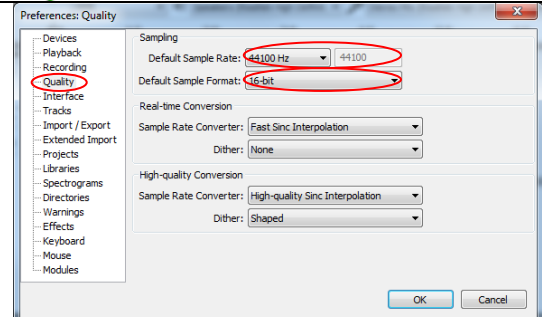 Preferences: Quality
Devices
Playback
Recording
Quality
Interface
Tracks
Import / Export
Extended Import
Projects
Libraries
Spectrograms
Directories
Warnings
Effects
Keyboard
Mouse
Modules
Sampling
Default Sample Rate: 44100 Hz 44100
Default Sample Format: 16-bit
Real-time Conversion
Sample Rate Converter: Fast Sinc Interpolation
Dither: None
High-quality Conversion
Sample Rate Converter: High-quality Sinc Interpolation
Dither: Shaped
OK Cancel